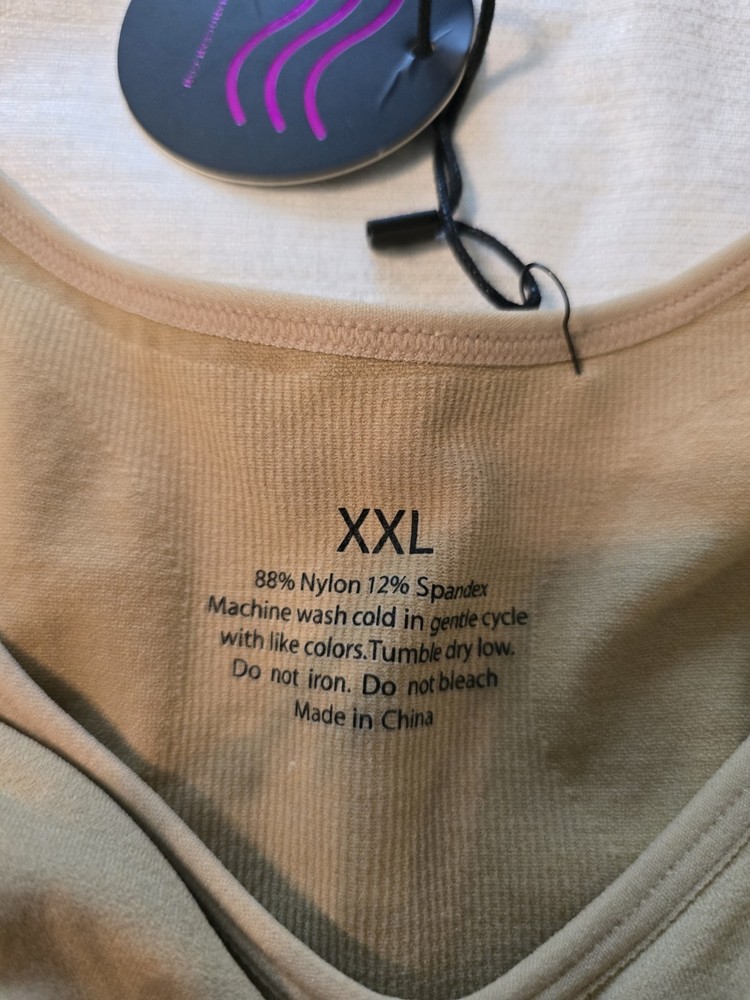 XXL
88% Nylon 12% Spandex
Machine wash cold in gentle cycle
with like colors.Tumble dry low.
Do not iron. Do not bleach
Made in China